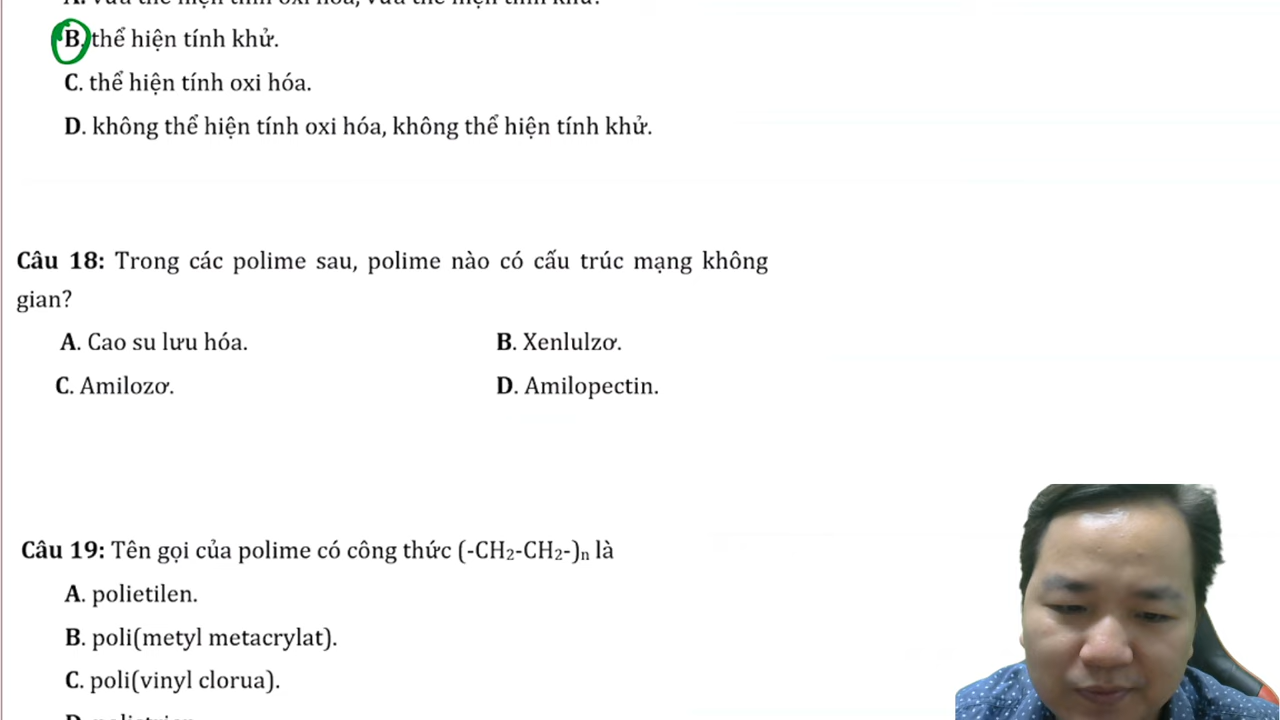 B. thể hiện tính khử.
C. thể hiện tính oxi hóa.
D. không thể hiện tính oxi hóa, không thể hiện tính khử.
Câu 18: Trong các polime sau, polime nào có cấu trúc mạng không
gian?
A. Cao su lưu hóa. B. Xenlulzơ.
C. Amilozơ. D. Amilopectin.
Câu 19: Tên gọi của polime có công thức (-CH₂-CH₂-)ₙ là
A. polietilen.
B. poli(metyl metacrylat).
C. poli(vinyl clorua).